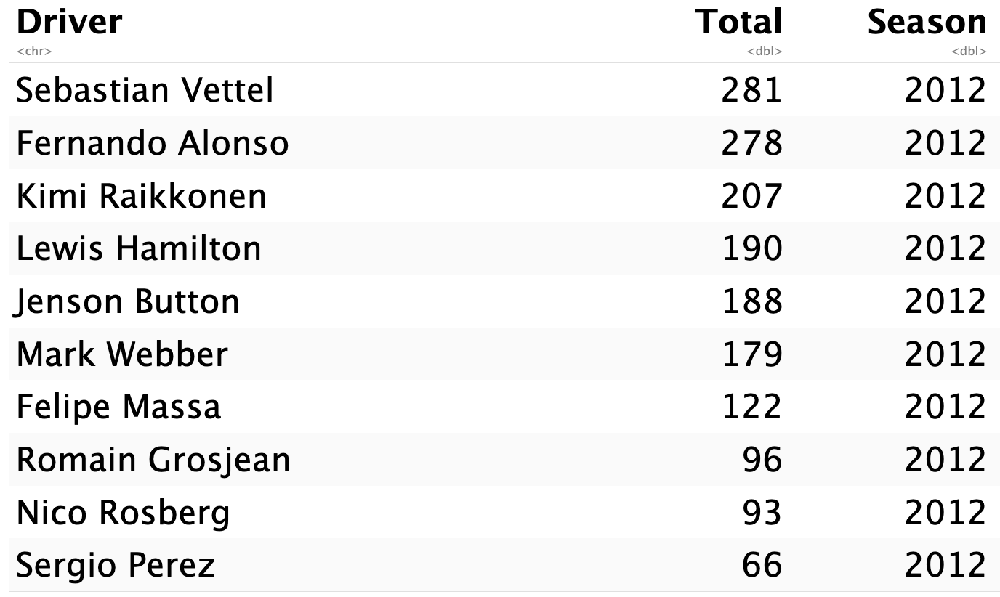 Driver Total Season
<chr> <dbl> <dbl>
Sebastian Vettel 281 2012
Fernando Alonso 278 2012
Kimi Raikkonen 207 2012
Lewis Hamilton 190 2012
Jenson Button 188 2012
Mark Webber 179 2012
Felipe Massa 122 2012
Romain Grosjean 96 2012
Nico Rosberg 93 2012
Sergio Perez 66 2012